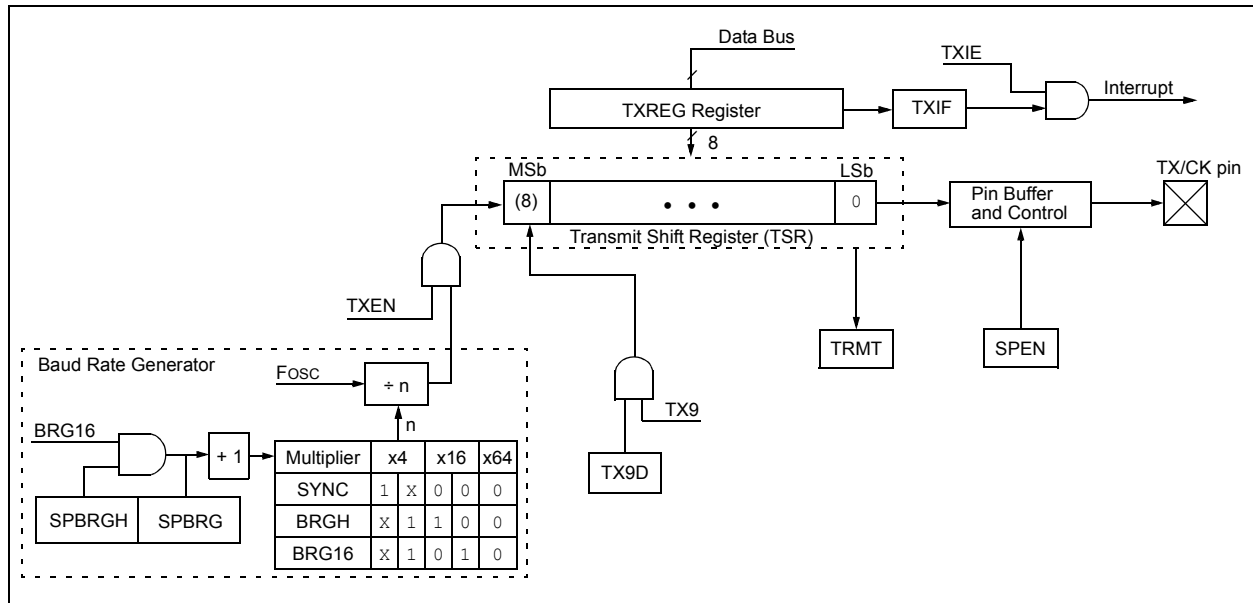 Data Bus
TXIE
Interrupt
TXREG Register
TXIF
8
MSb
LSb
TX/CK pin
(8)
• • •
0
Pin Buffer
and Control
Transmit Shift Register (TSR)
TXEN
TRMT
SPEN
Baud Rate Generator
FOSC
÷ n
n
TX9
BRG16
+ 1
Multiplier x4 x16 x64
TX9D
SYNC 1 X 0 0 0
SPBRGH SPBRG
BRGH X 1 1 0 0
BRG16 X 1 0 1 0